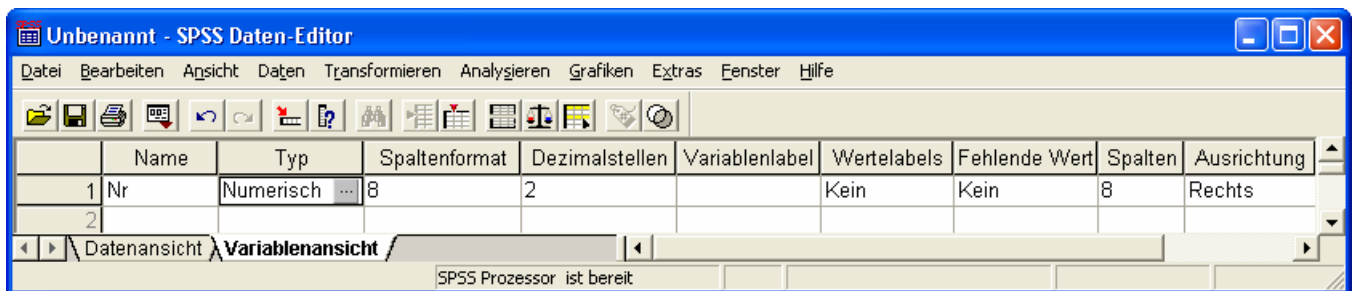 Unbenannt - SPSS Daten-Editor
Datei Bearbeiten Ansicht Daten Transformieren Analysieren Grafiken Extras Fenster Hilfe
Name Typ Spaltenformat Dezimalstellen Variablenlabel Wertelabels Fehlende Wert Spalten Ausrichtung
1 Nr Numerisch ... 8 2 Kein Kein 8 Rechts
2
Datenansicht Variablenansicht
SPSS Prozessor ist bereit